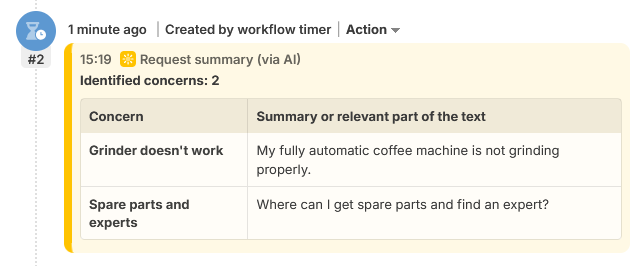 1 minute ago | Created by workflow timer | Action
#2
15:19 Request summary (via AI)
Identified concerns: 2
Concern Summary or relevant part of the text
Grinder doesn't work My fully automatic coffee machine is not grinding
properly.
Spare parts and Where can I get spare parts and find an expert?
experts